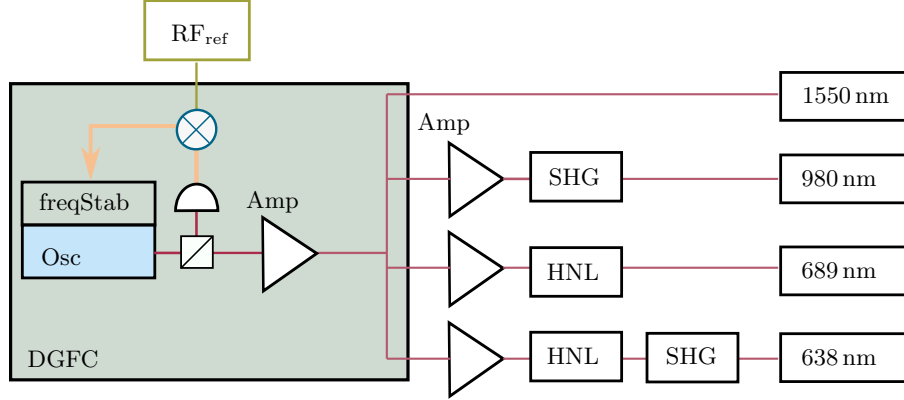 RF_ref
1550 nm
Amp
980 nm
SHG
freqStab
Amp
Osc
HNL
689 nm
DGFC
HNL
SHG
638 nm